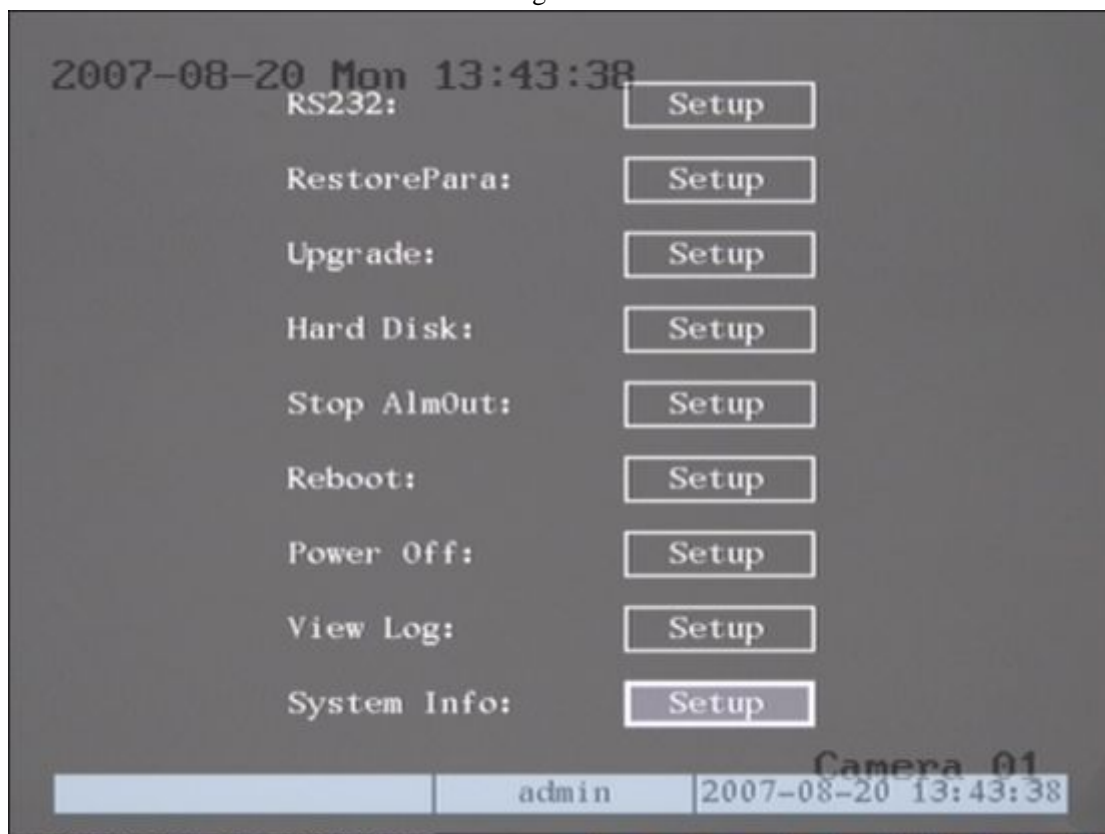 2007-08-20 Mon 13:43:38
RS232: Setup
RestorePara: Setup
Upgrade: Setup
Hard Disk: Setup
Stop AlmOut: Setup
Reboot: Setup
Power Off: Setup
View Log: Setup
System Info: Setup
Camera 01
admin 2007-08-20 13:43:38